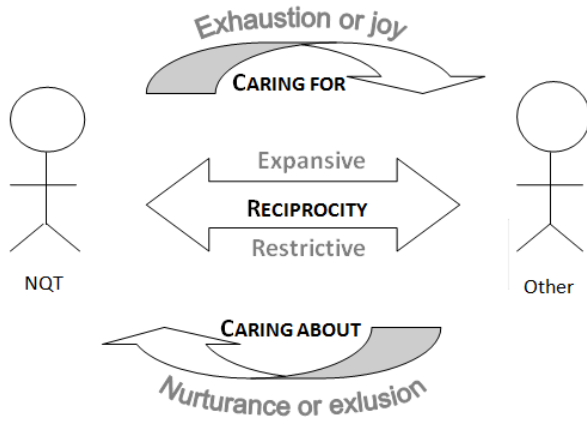 Exhaustion or joy
CARING FOR
Expansive
RECIPROCITY
Restrictive
NQT
Other
CARING ABOUT
Nurturance or exlusion